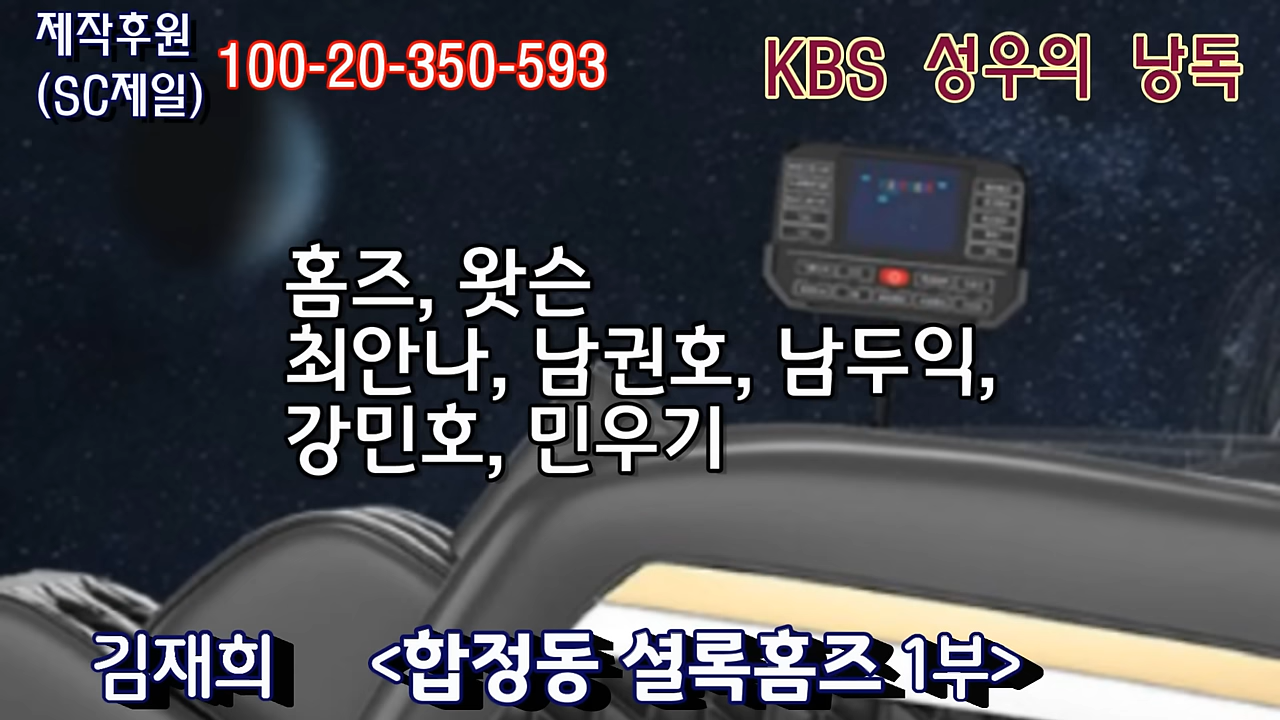 제작후원
(SC제일)
100-20-350-593
KBS 성우의 낭독
홈즈, 왓슨
최안나, 남권호, 남두익,
강민호, 민우기
김재희 <합정동 셜록홈즈 1부>